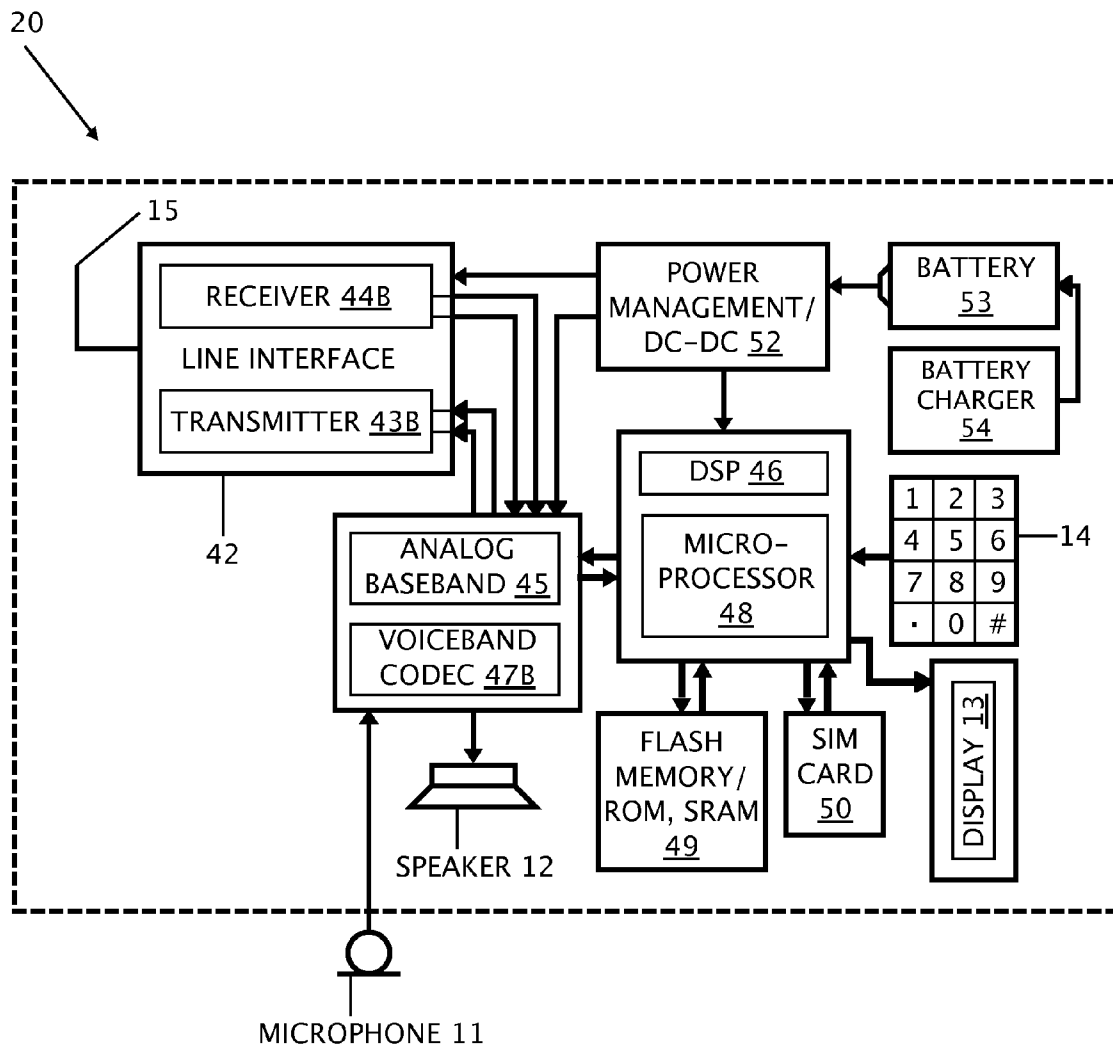 20
15
RECEIVER 44B
LINE INTERFACE
TRANSMITTER 43B
42
POWER
MANAGEMENT/
DC-DC 52
BATTERY
53
BATTERY
CHARGER
54
DSP 46
MICRO-
PROCESSOR
48
1 2 3
4 5 6
7 8 9
· 0 #
14
ANALOG
BASEBAND 45
VOICEBAND
CODEC 47B
FLASH
MEMORY/
ROM, SRAM
49
SIM
CARD
50
DISPLAY 13
SPEAKER 12
MICROPHONE 11